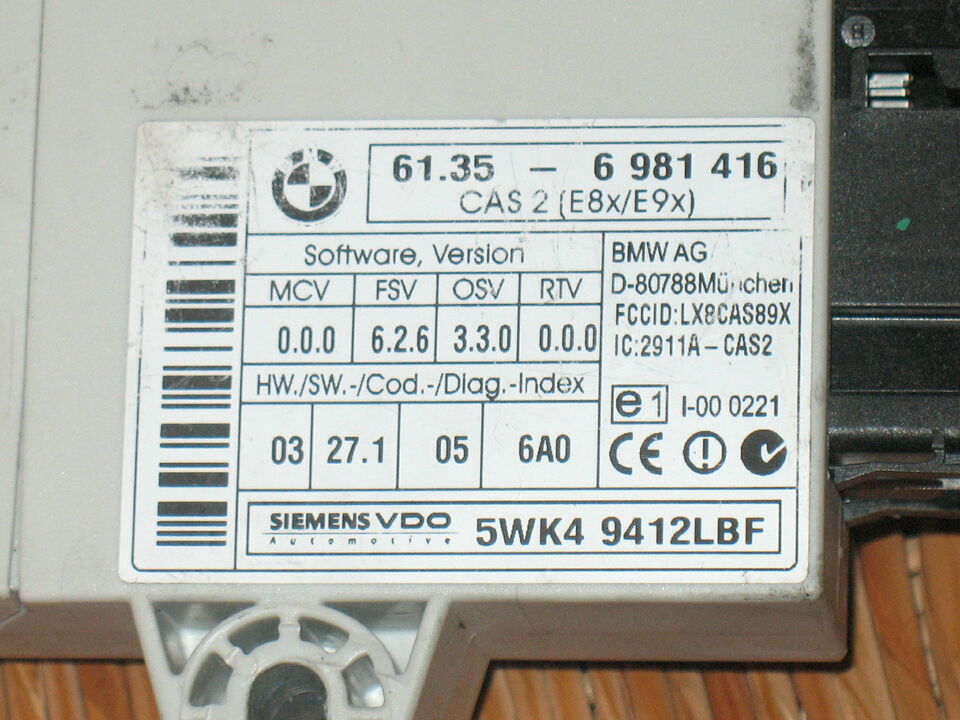 61.35 – 6 981 416
CAS 2 (E8x/E9x)
Software, Version
MCV FSV OSV RTV
0.0.0 6.2.6 3.3.0 0.0.0
HW./SW.-/Cod.-/Diag.-Index
03 27.1 05 6A0
BMW AG
D-80788München
FCCID:LX8CAS89X
IC:2911A – CAS2
e1 I-00 0221
CE
SIEMENS VDO
Automotive
5WK4 9412LBF